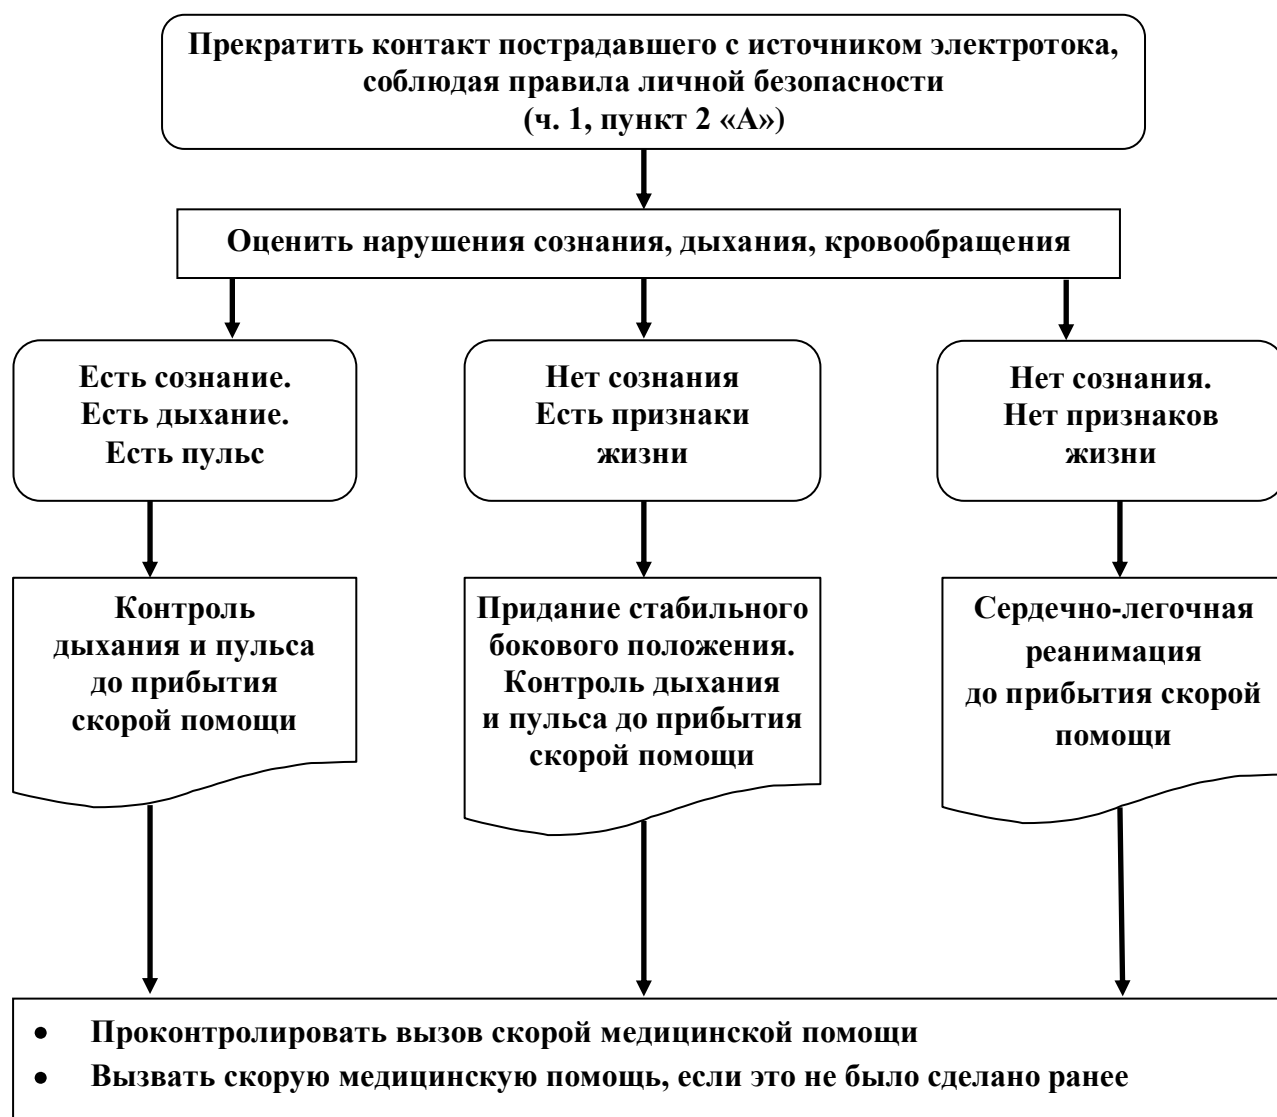 Прекратить контакт пострадавшего с источником электротока,
соблюдая правила личной безопасности
(ч. 1, пункт 2 «А»)
Оценить нарушения сознания, дыхания, кровообращения
Есть сознание.
Есть дыхание.
Есть пульс
Нет сознания
Есть признаки
жизни
Нет сознания.
Нет признаков
жизни
Контроль
дыхания и пульса
до прибытия
скорой помощи
Придание стабильного
бокового положения.
Контроль дыхания
и пульса до прибытия
скорой помощи
Сердечно-легочная
реанимация
до прибытия скорой
помощи
• Проконтролировать вызов скорой медицинской помощи
• Вызвать скорую медицинскую помощь, если это не было сделано ранее